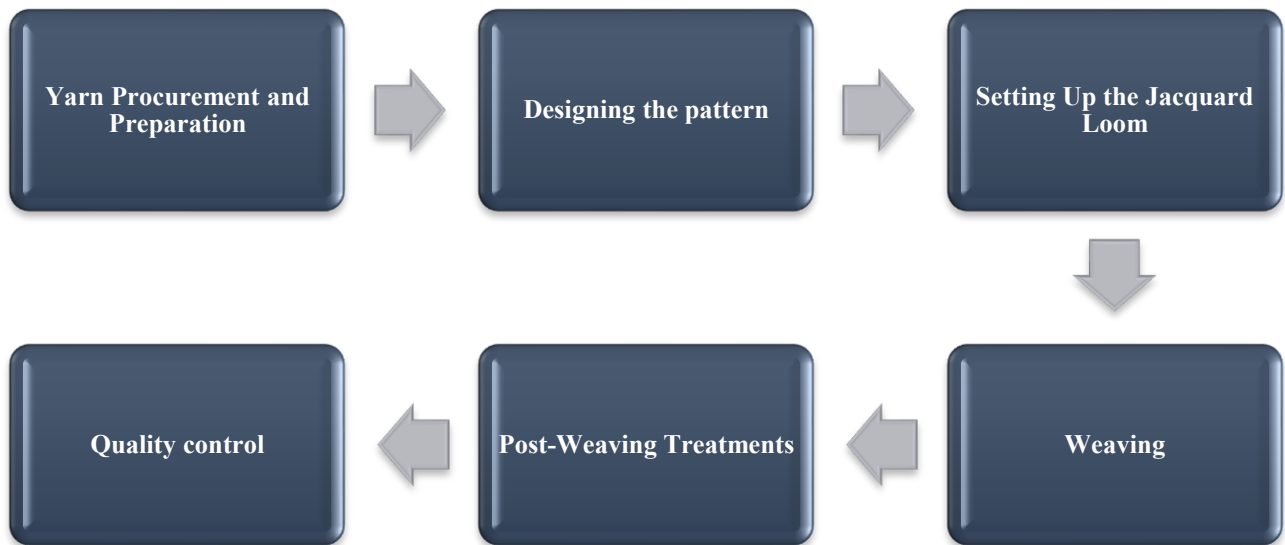 Yarn Procurement and
Preparation
Designing the pattern
Setting Up the Jacquard
Loom
Weaving
Post-Weaving Treatments
Quality control